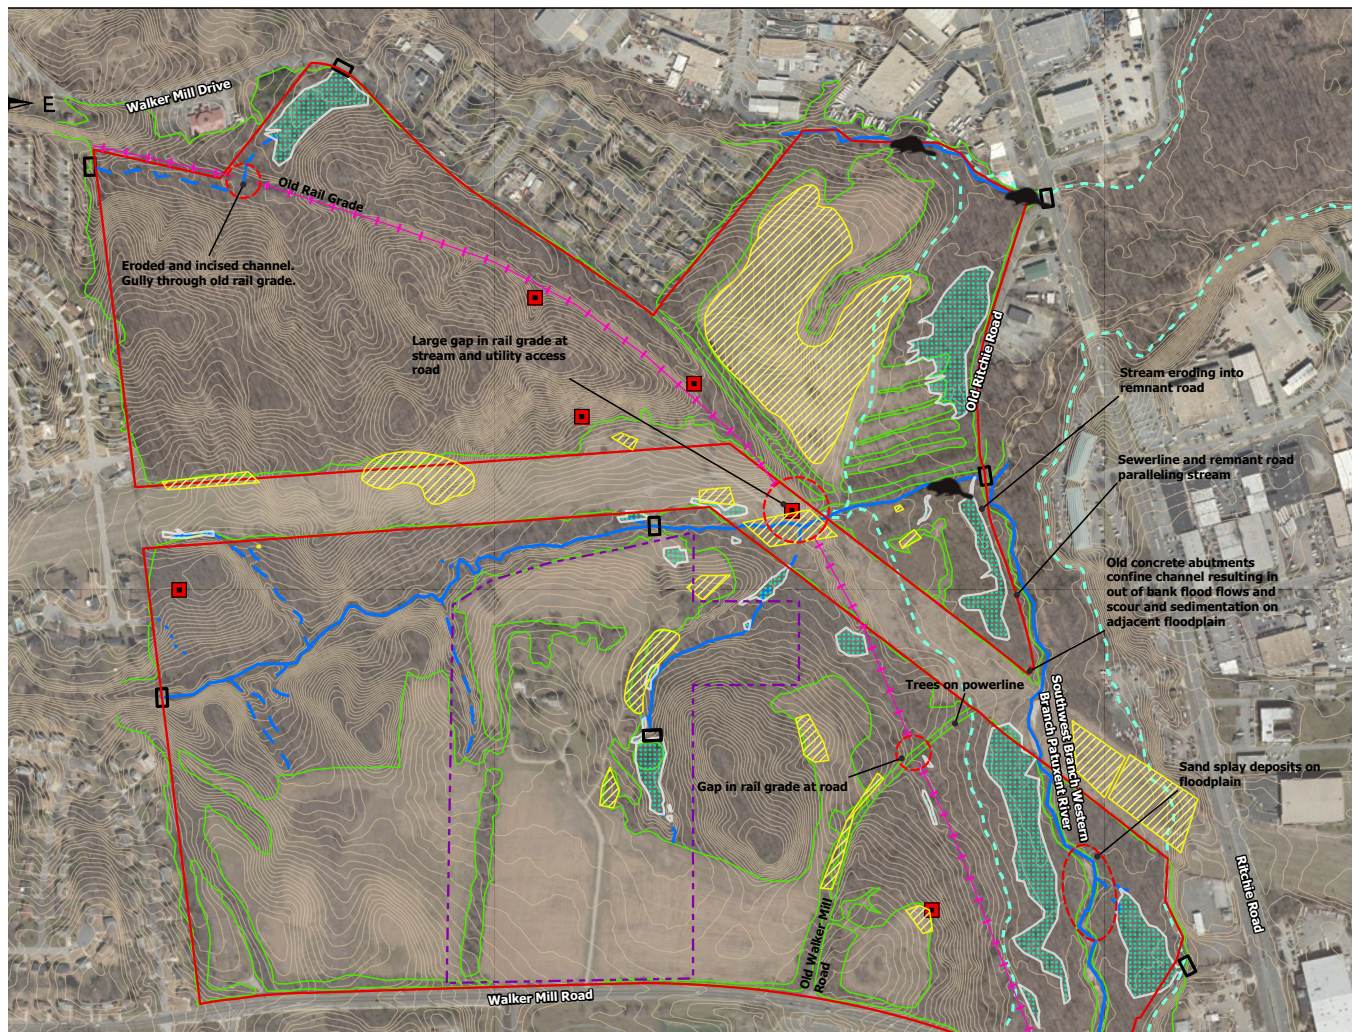 Walker Mill Drive
E
Old Rail Grade
Eroded and incised channel.
Gully through old rail grade.
Large gap in rail grade at
stream and utility access
road
Old Ritchie Road
Stream eroding into
remnant road
Sewerline and remnant road
paralleling stream
Old concrete abutments
confine channel resulting in
out of bank flood flows and
scour and sedimentation on
adjacent floodplain
Trees on powerline
Southwest Branch Western
Branch Patuxent River
Sand splay deposits on
floodplain
Gap in rail grade at road
Ritchie Road
Old Walker Mill
Road
Walker Mill Road